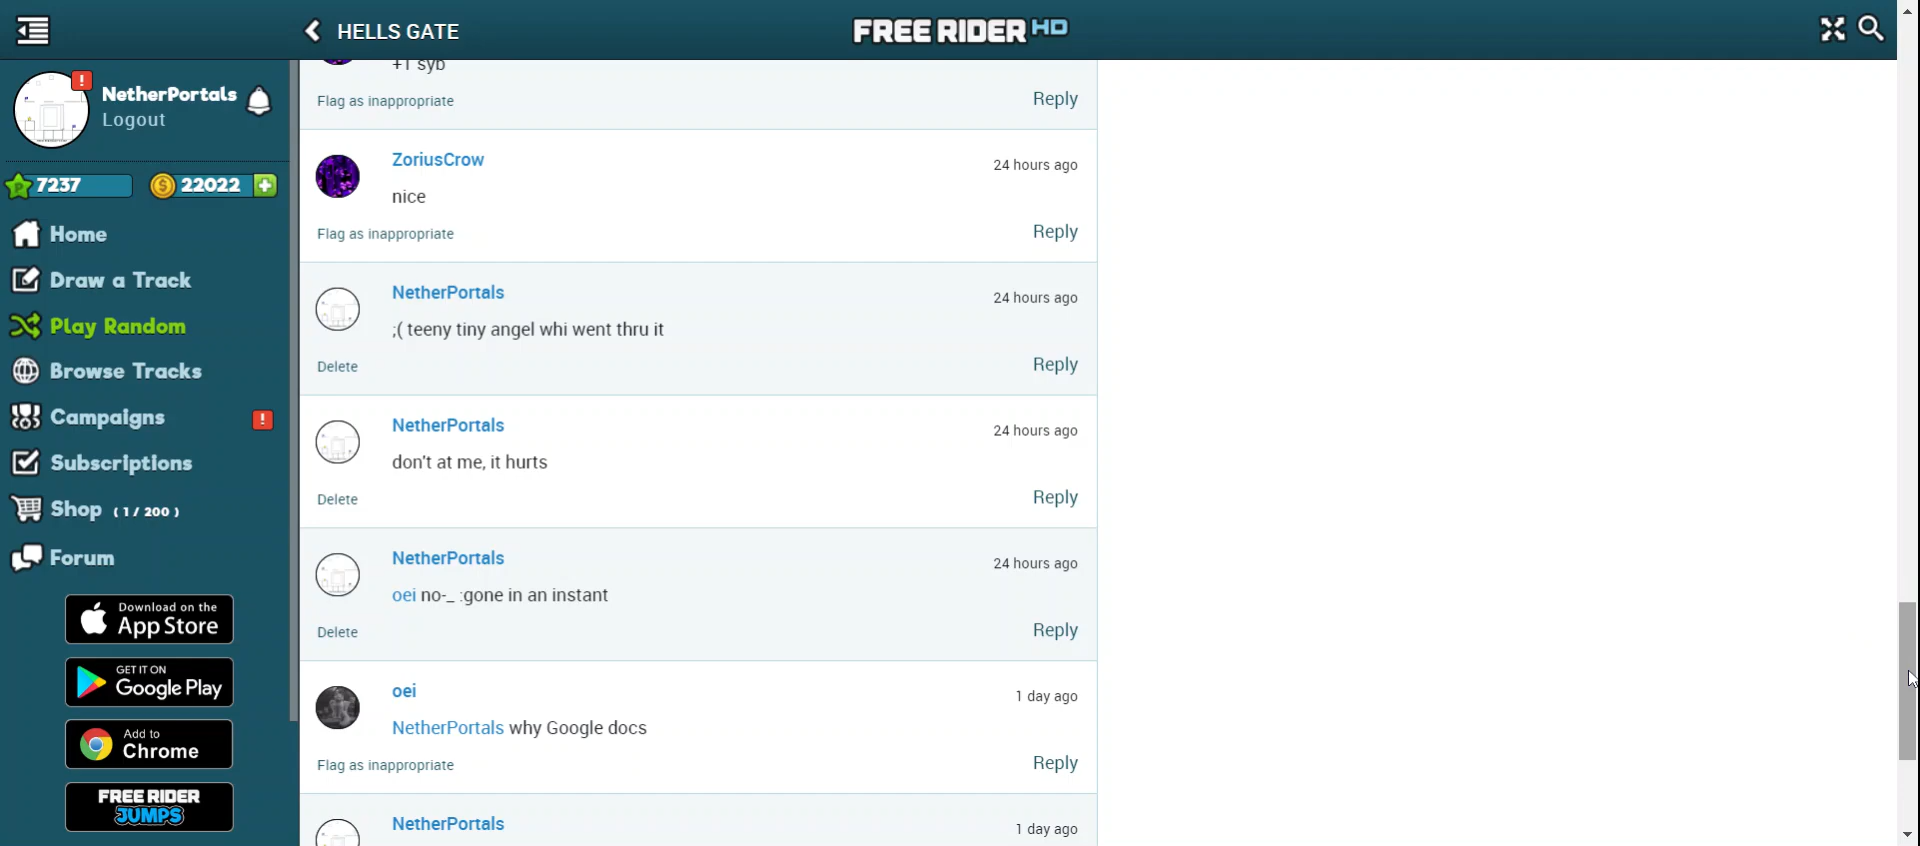 HELLS GATE
FREE RIDER HD
!
NetherPortals
Logout
7237
22022
Home
Draw a Track
Play Random
Browse Tracks
Campaigns
!
Subscriptions
Shop ( 1 / 200 )
Forum
Download on the
App Store
GET IT ON
Google Play
Add to
Chrome
FREE RIDER
JUMPS
+1 syb
Flag as inappropriate
Reply
ZoriusCrow
24 hours ago
nice
Flag as inappropriate
Reply
NetherPortals
24 hours ago
;( teeny tiny angel whi went thru it
Delete
Reply
NetherPortals
24 hours ago
don't at me, it hurts
Delete
Reply
NetherPortals
24 hours ago
oei no-_ :gone in an instant
Delete
Reply
oei
1 day ago
NetherPortals why Google docs
Flag as inappropriate
Reply
NetherPortals
1 day ago